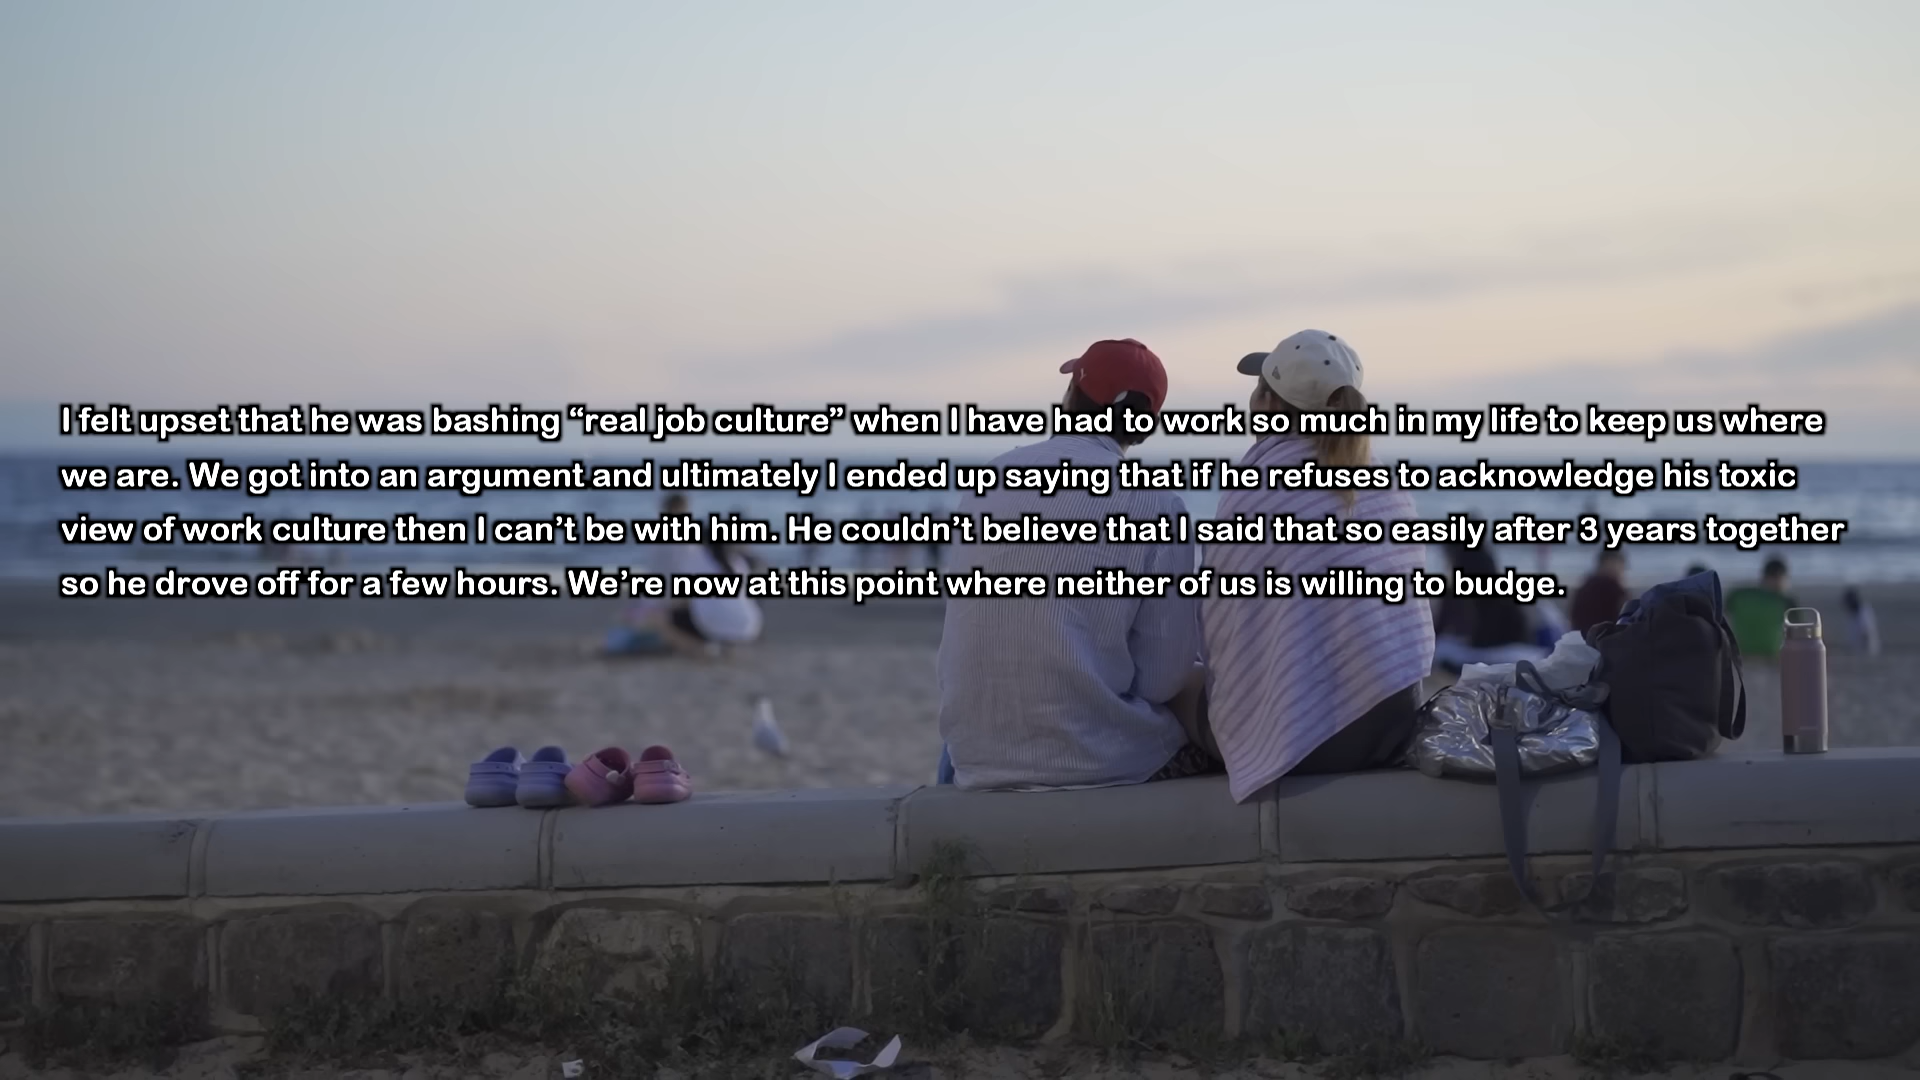 I felt upset that he was bashing “real job culture” when I have had to work so much in my life to keep us where
we are. We got into an argument and ultimately I ended up saying that if he refuses to acknowledge his toxic
view of work culture then I can’t be with him. He couldn’t believe that I said that so easily after 3 years together
so he drove off for a few hours. We’re now at this point where neither of us is willing to budge.